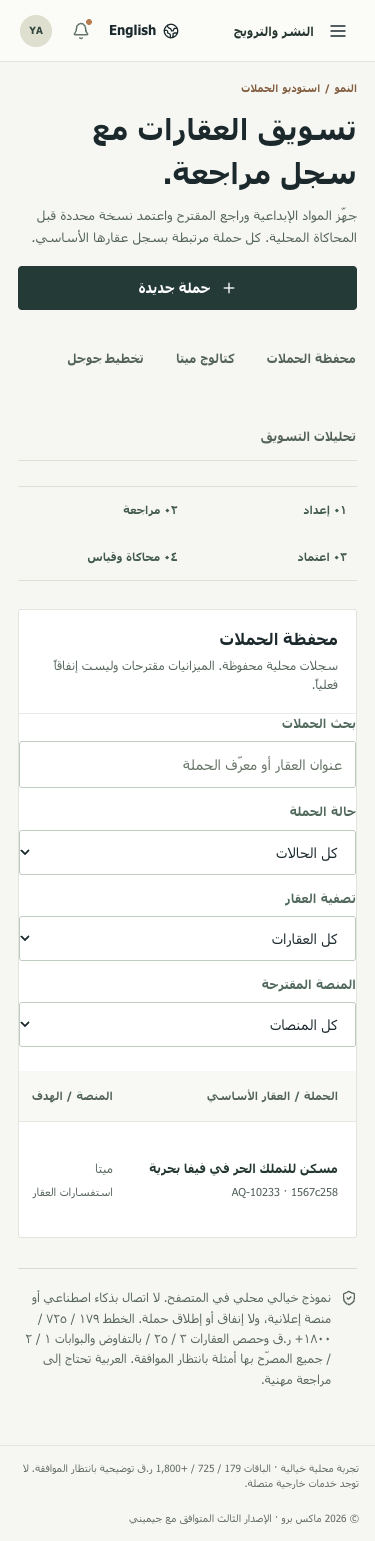 النشر والترويج
English
YA
النمو / استوديو الحملات
تسويق العقارات مع
سجل مراجعة.
جهّز المواد الإبداعية وراجع المقترح واعتمد نسخة محددة قبل
المحاكاة المحلية. كل حملة مرتبطة بسجل عقارها الأساسي.
+ حملة جديدة
محفظة الحملات كتالوج ميتا تخطيط جوجل
تحليلات التسويق
٠١ إعداد ٠٢ مراجعة
٠٣ اعتماد ٠٤ محاكاة وقياس
محفظة الحملات
سجلات محلية محفوظة. الميزانيات مقترحات وليست إنفاقاً
فعلياً.
بحث الحملات
عنوان العقار أو معرّف الحملة
حالة الحملة
كل الحالات
تصفية العقار
كل العقارات
المنصة المقترحة
كل المنصات
الحملة / العقار الأساسي المنصة / الهدف
مسكن للتملك الحر في فيفا بحرية ميتا
AQ-10233 · 1567c258 استفسارات العقار
نموذج خيالي محلي في المتصفح. لا اتصال بذكاء اصطناعي أو
منصة إعلانية، ولا إنفاق أو إطلاق حملة. الخطط ١٧٩ / ٧٢٥ /
١٨٠٠+ ر.ق وحصص العقارات ٣ / ٢٥ / بالتفاوض والبوابات ١ / ٢
/ جميع المصرّح بها أمثلة بانتظار الموافقة. العربية تحتاج إلى
مراجعة مهنية.
تجربة محلية خيالية · الباقات 179 / 725 / +1,800 ر.ق توضيحية بانتظار الموافقة. لا
توجد خدمات خارجية متصلة.
© 2026 ماكس برو · الإصدار الثالث المتوافق مع جيميني